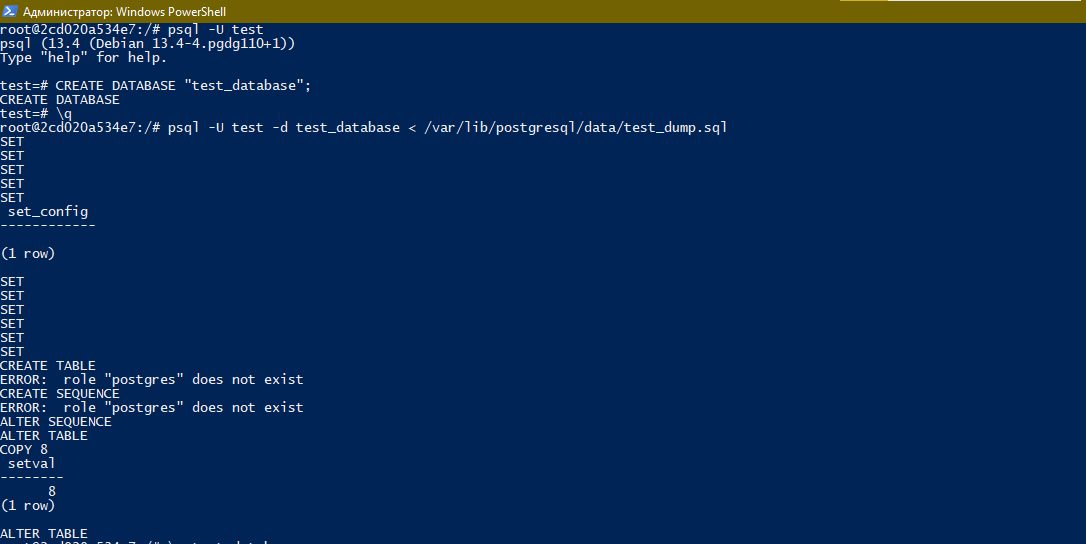 Администратор: Windows PowerShell
root@2cd020a534e7:/# psql -U test
psql (13.4 (Debian 13.4-4.pgdg110+1))
Type "help" for help.
test=# CREATE DATABASE "test_database";
CREATE DATABASE
test=# \q
root@2cd020a534e7:/# psql -U test -d test_database < /var/lib/postgresql/data/test_dump.sql
SET
SET
SET
SET
SET
set_config
------------
(1 row)
SET
SET
SET
SET
SET
SET
CREATE TABLE
ERROR:  role "postgres" does not exist
CREATE SEQUENCE
ERROR:  role "postgres" does not exist
ALTER SEQUENCE
ALTER TABLE
COPY 8
setval
--------
8
(1 row)
ALTER TABLE